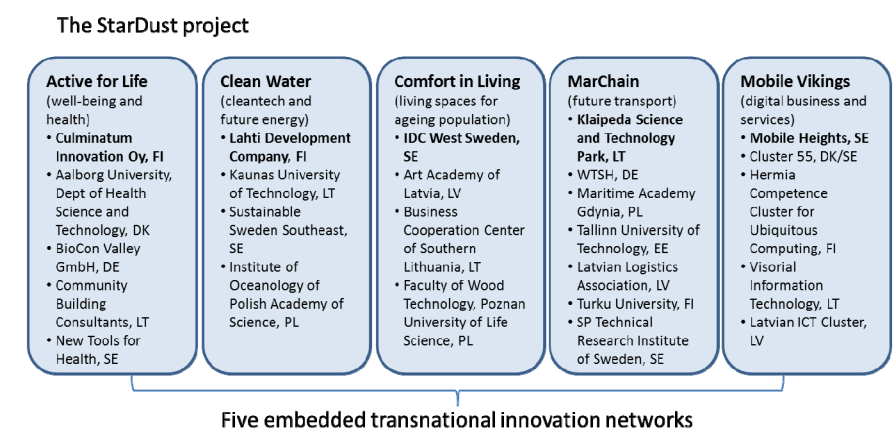 The StarDust project
Active for Life
(well-being and
health)
• Culminatum
Innovation Oy, FI
• Aalborg University,
Dept of Health
Science and
Technology, DK
• BioCon Valley
GmbH, DE
• Community
Building
Consultants, LT
• New Tools for
Health, SE
Clean Water
(cleantech and
future energy)
• Lahti Development
Company, FI
• Kaunas University
of Technology, LT
• Sustainable
Sweden Southeast,
SE
• Institute of
Oceanology of
Polish Academy of
Science, PL
Comfort in Living
(living spaces for
ageing population)
• IDC West Sweden,
SE
• Art Academy of
Latvia, LV
• Business
Cooperation Center
of Southern
Lithuania, LT
• Faculty of Wood
Technology, Poznan
University of Life
Science, PL
MarChain
(future transport)
• Klaipeda Science
and Technology
Park, LT
• WTSH, DE
• Maritime Academy
Gdynia, PL
• Tallinn University of
Technology, EE
• Latvian Logistics
Association, LV
• Turku University, FI
• SP Technical
Research Institute
of Sweden, SE
Mobile Vikings
(digital business and
services)
• Mobile Heights, SE
• Cluster 55, DK/SE
• Hermia
Competence
Cluster for
Ubiquitous
Computing, FI
• Visorial
Information
Technology, LT
• Latvian ICT Cluster,
LV
Five embedded transnational innovation networks